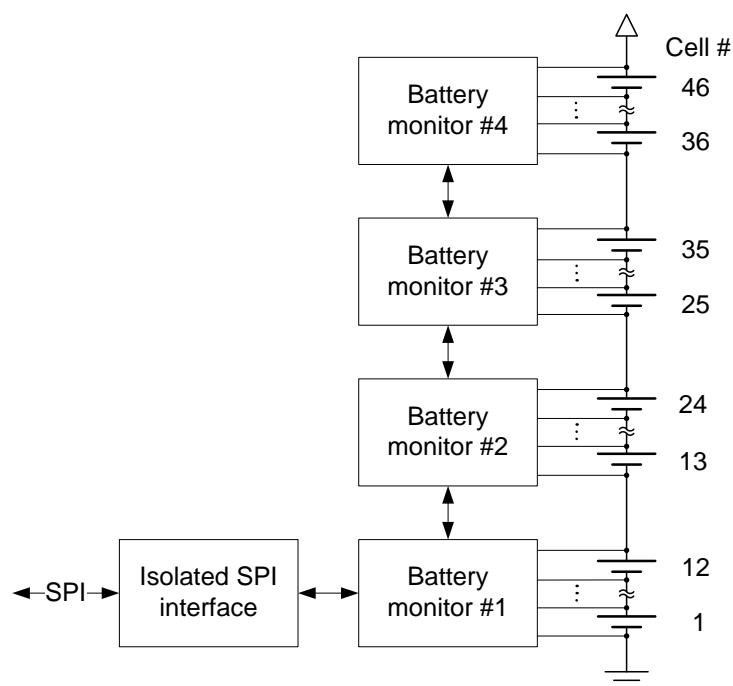 Cell #
Battery
monitor #4
46
36
Battery
monitor #3
35
25
Battery
monitor #2
24
13
SPI
Isolated SPI
interface
Battery
monitor #1
12
1